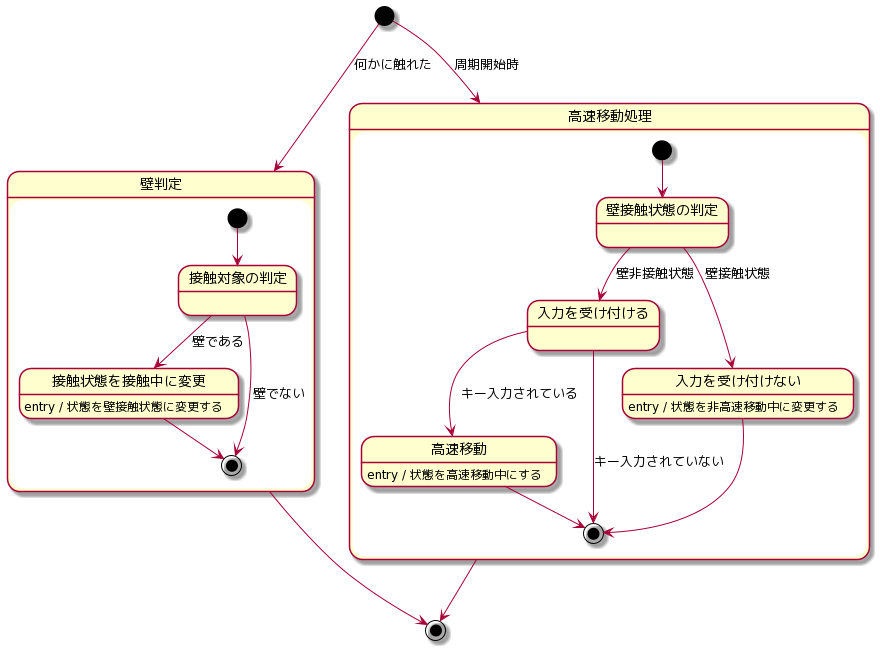 何かに触れた
周期開始時
高速移動処理
壁判定
壁接触状態の判定
接触対象の判定
壁非接触状態
壁接触状態
入力を受け付ける
壁である
接触状態を接触中に変更
entry / 状態を壁接触状態に変更する
壁でない
キー入力されている
入力を受け付けない
entry / 状態を非高速移動中に変更する
高速移動
entry / 状態を高速移動中にする
キー入力されていない